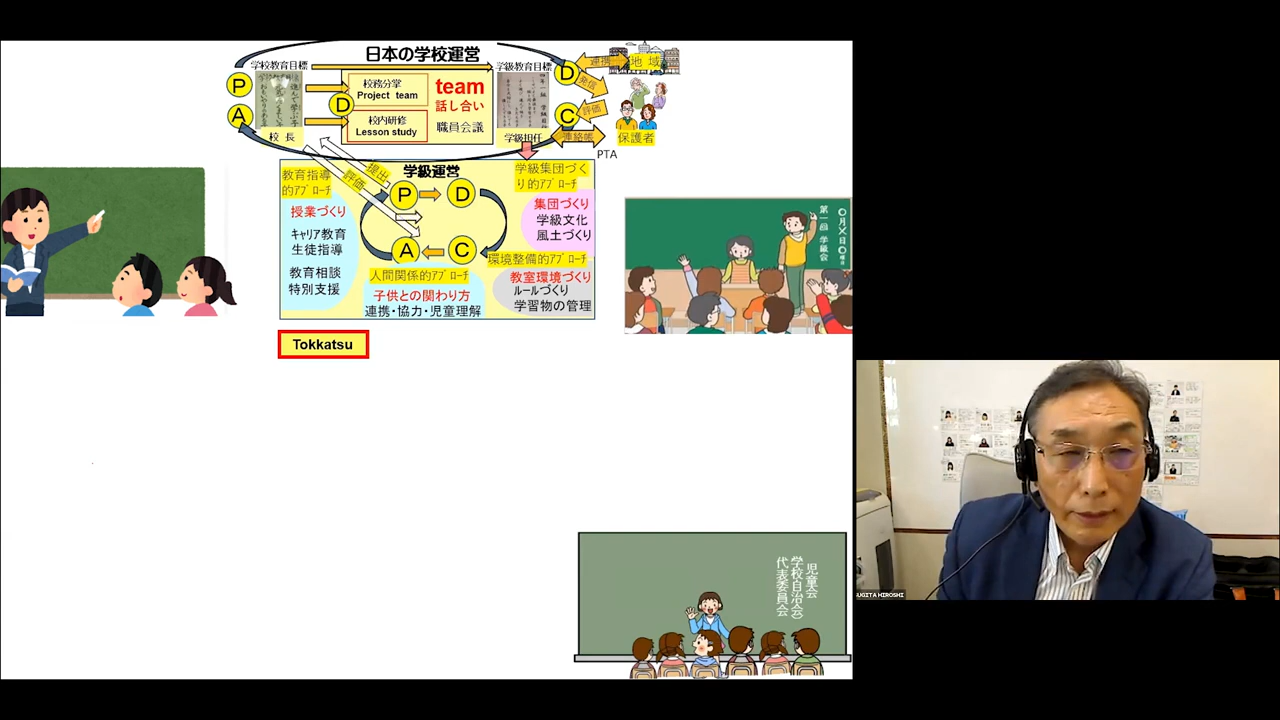 日本の学校運営
学校教育目標
学級教育目標
P
A
D
D
C
校務分掌
Project team
校内研修
Lesson study
team
話し合い
職員会議
校長
学級担任
連携
地域
発信
評価
連絡帳
保護者
PTA
学級運営
提出
評価
P
D
A
C
教育指導
的ｱﾌﾟﾛｰﾁ
授業づくり
キャリア教育
生徒指導
教育相談
特別支援
学級集団づく
り的ｱﾌﾟﾛｰﾁ
集団づくり
学級文化
風土づくり
人間関係的ｱﾌﾟﾛｰﾁ
子供との関わり方
連携・協力・児童理解
環境整備的ｱﾌﾟﾛｰﾁ
教室環境づくり
ルールづくり
学習物の管理
Tokkatsu
〇月✕日〇曜日
第一回 学級会
児童会
学校自治会）
代表委員会
SUGITA HIROSHI